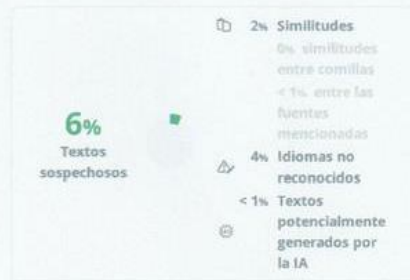 6%
Textos
sospechosos
2% Similitudes
0% similitudes
entre comillas
< 1% entre las
fuentes
mencionadas
4% Idiomas no
reconocidos
< 1% Textos
potencialmente
generados por
la IA